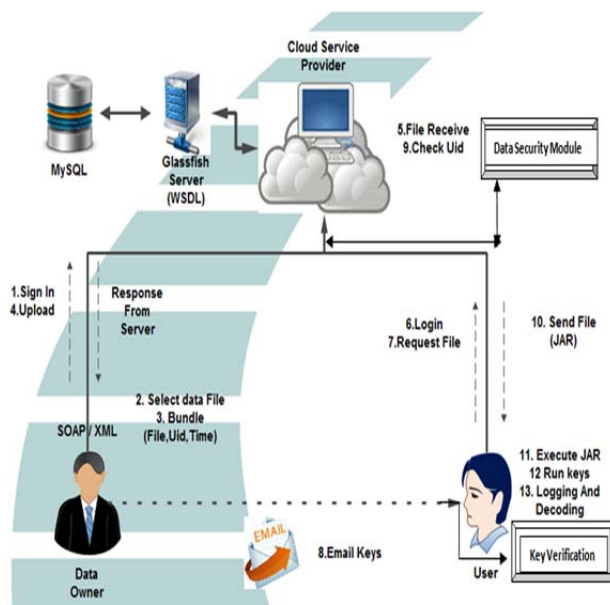 Cloud Service
Provider
MySQL
Glassfish
Server
(WSDL)
5.File Receive
9.Check Uid
Data Security Module
1.Sign In
4.Upload
Response
From
Server
6.Login
7.Request File
10. Send File
(JAR)
2. Select data File
3. Bundle
(File,Uid,Time)
SOAP / XML
11. Execute JAR
12 Run keys
13. Logging And
Decoding
EMAIL
8.Email Keys
Data
Owner
User
Key Verification